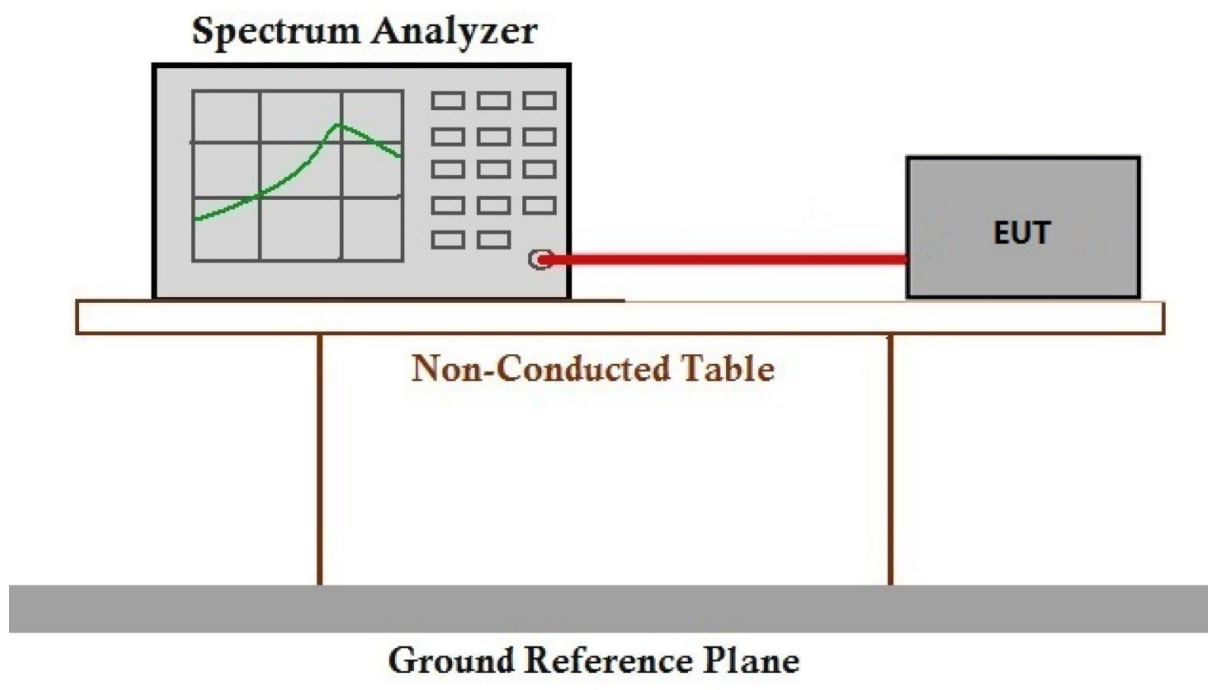 Spectrum Analyzer
EUT
Non-Conducted Table
Ground Reference Plane